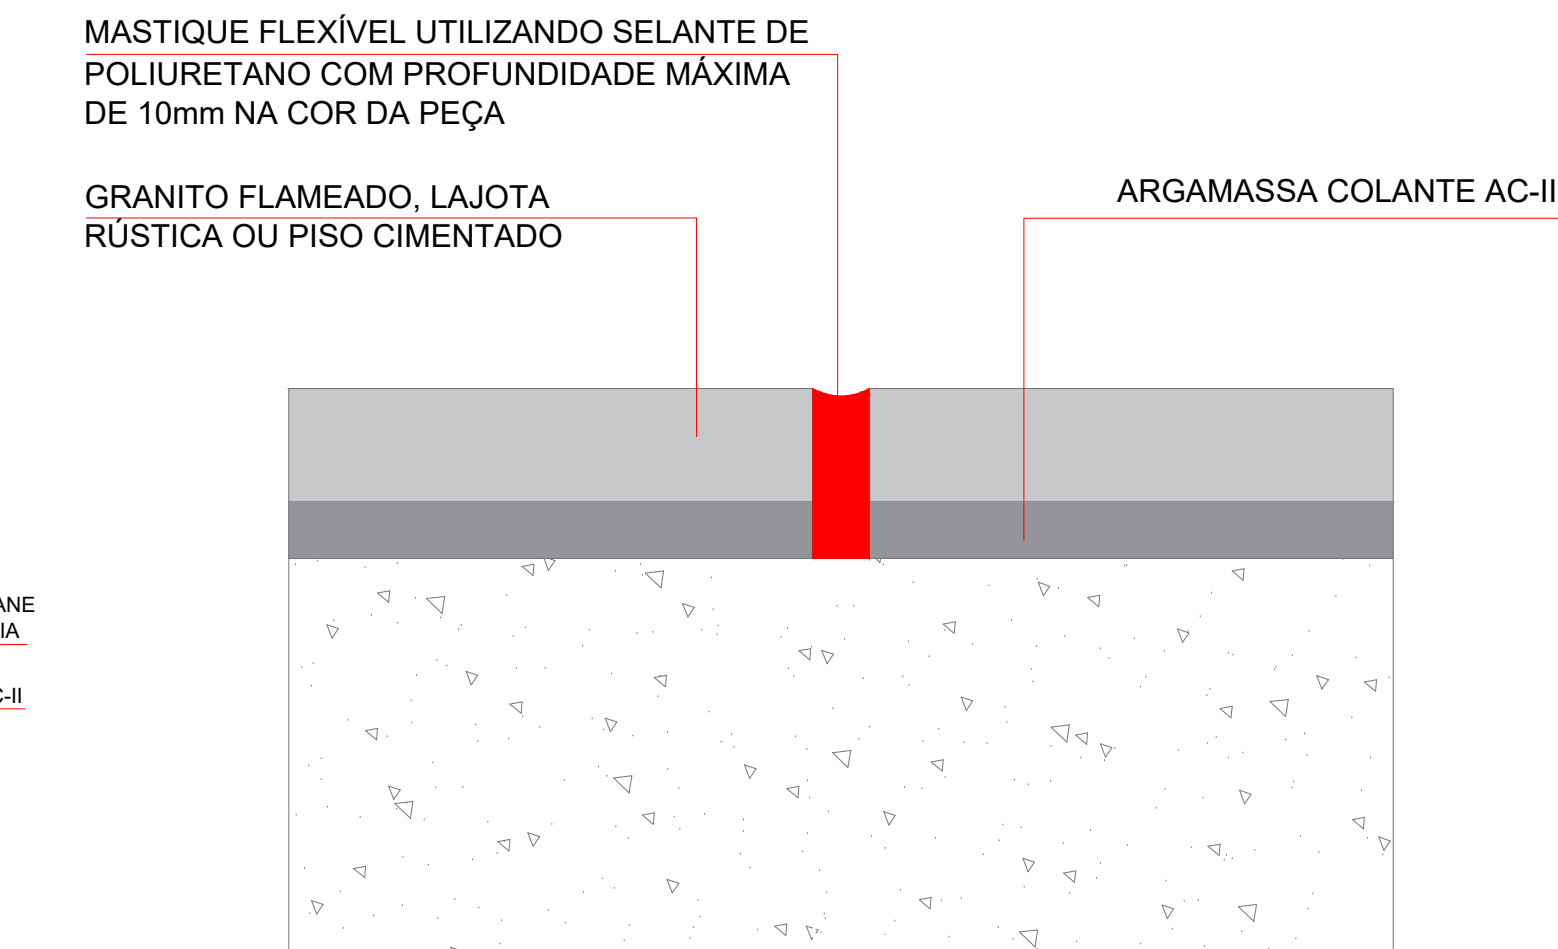 MASTIQUE FLEXÍVEL UTILIZANDO SELANTE DE
POLIURETANO COM PROFUNDIDADE MÁXIMA
DE 10mm NA COR DA PEÇA
GRANITO FLAMEADO, LAJOTA
RÚSTICA OU PISO CIMENTADO
ARGAMASSA COLANTE AC-II